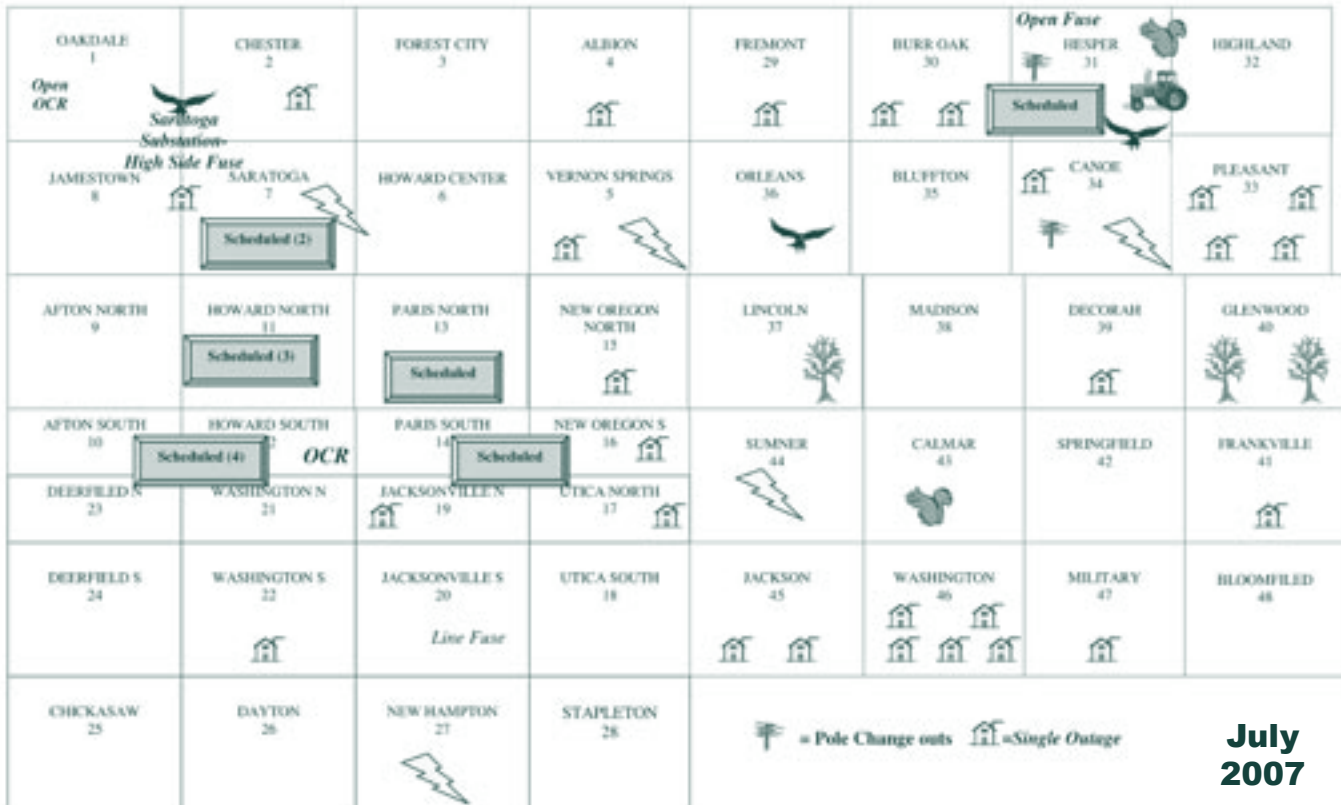 OAKDALE
1
Open
OCR
CHESTER
2
FOREST CITY
3
ALBION
4
FREMONT
29
BURR OAK
30
Open Fuse
HESPER
31
Scheduled
HIGHLAND
32
Saratoga
Substation-
High Side Fuse
JAMESTOWN
8
SARATOGA
7
Scheduled (2)
HOWARD CENTER
6
VERNON SPRINGS
5
ORLEANS
36
BLUFFTON
35
CANOE
34
PLEASANT
33
AFTON NORTH
9
HOWARD NORTH
11
Scheduled (3)
PARIS NORTH
13
Scheduled
NEW OREGON
NORTH
15
LINCOLN
37
MADISON
38
DECORAH
39
GLENWOOD
40
AFTON SOUTH
10
HOWARD SOUTH
2
Scheduled (4)
OCR
PARIS SOUTH
14
Scheduled
NEW OREGON S
16
SUMNER
44
CALMAR
43
SPRINGFIELD
42
FRANKVILLE
41
DEERFILED N
23
WASHINGTON N
21
JACKSONVILLE N
19
UTICA NORTH
17
DEERFIELD S
24
WASHINGTON S
22
JACKSONVILLE S
20
Line Fuse
UTICA SOUTH
18
JACKSON
45
WASHINGTON
46
MILITARY
47
BLOOMFILED
48
CHICKASAW
25
DAYTON
26
NEW HAMPTON
27
STAPLETON
28
= Pole Change outs =Single Outage
July
2007